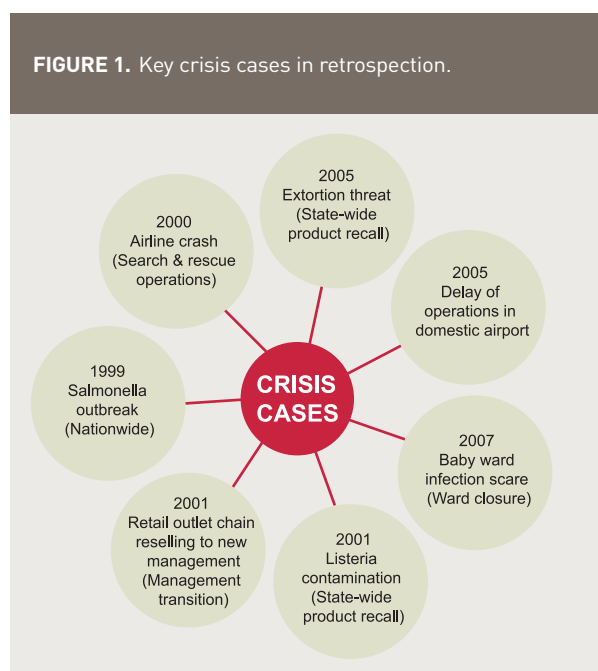 FIGURE 1. Key crisis cases in retrospection.
2005
Extortion threat
(State-wide
product recall)
2000
Airline crash
(Search & rescue
operations)
2005
Delay of
operations in
domestic airport
CRISIS
CASES
1999
Salmonella
outbreak
(Nationwide)
2007
Baby ward
infection scare
(Ward closure)
2001
Retail outlet chain
reselling to new
management
(Management
transition)
2001
Listeria
contamination
(State-wide
product recall)